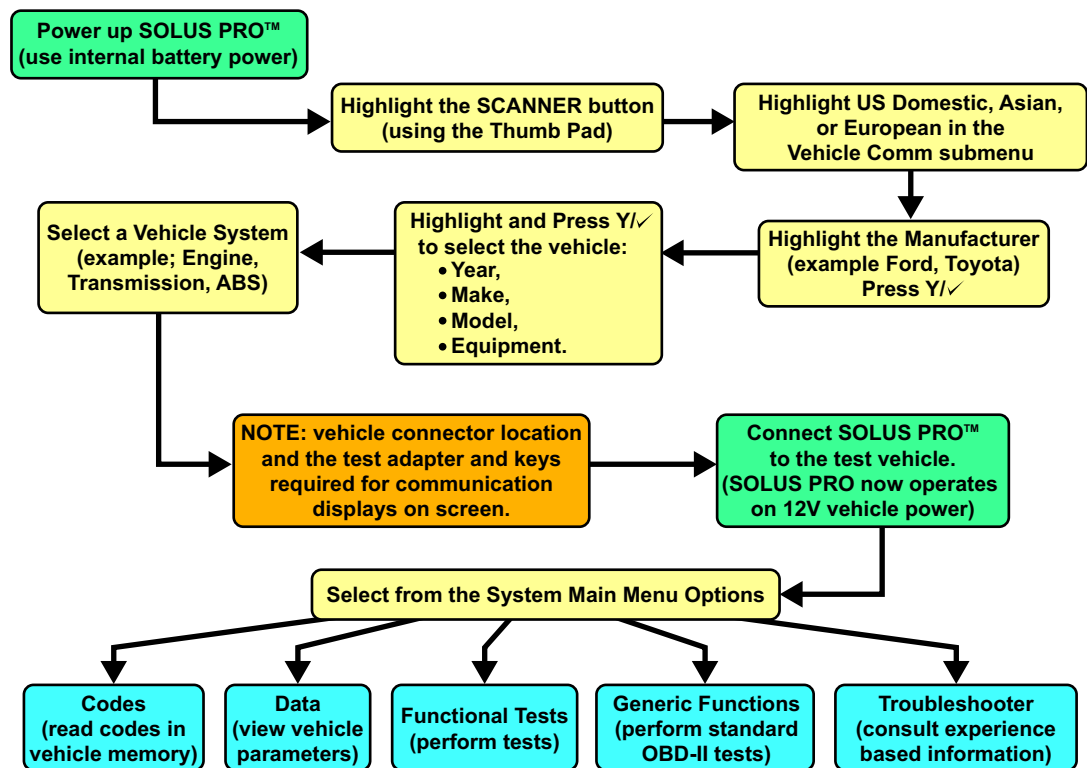 Power up SOLUS PRO™
(use internal battery power)
Highlight the SCANNER button
(using the Thumb Pad)
Highlight US Domestic, Asian,
or European in the
Vehicle Comm submenu
Highlight the Manufacturer
(example Ford, Toyota)
Press Y/✓
Highlight and Press Y/✓
to select the vehicle:
• Year,
• Make,
• Model,
• Equipment.
Select a Vehicle System
(example; Engine,
Transmission, ABS)
NOTE: vehicle connector location
and the test adapter and keys
required for communication
displays on screen.
Connect SOLUS PRO™
to the test vehicle.
(SOLUS PRO now operates
on 12V vehicle power)
Select from the System Main Menu Options
Codes
(read codes in
vehicle memory)
Data
(view vehicle
parameters)
Functional Tests
(perform tests)
Generic Functions
(perform standard
OBD-II tests)
Troubleshooter
(consult experience
based information)